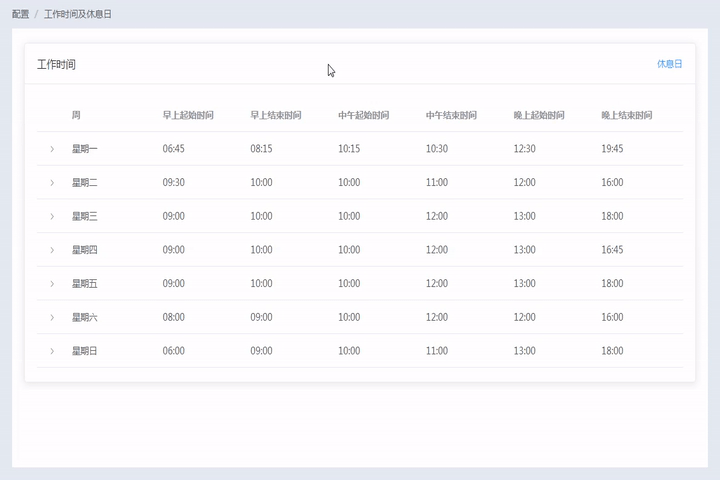 配置 / 工作时间及休息日
工作时间 休息日
周 早上起始时间 早上结束时间 中午起始时间 中午结束时间 晚上起始时间 晚上结束时间
星期一 06:45 08:15 10:15 10:30 12:30 19:45
星期二 09:30 10:00 10:00 11:00 12:00 16:00
星期三 09:00 10:00 10:00 12:00 13:00 18:00
星期四 09:00 10:00 10:00 12:00 13:00 16:45
星期五 09:00 10:00 10:00 12:00 13:00 18:00
星期六 08:00 09:00 10:00 12:00 12:00 16:00
星期日 06:00 09:00 10:00 11:00 13:00 18:00